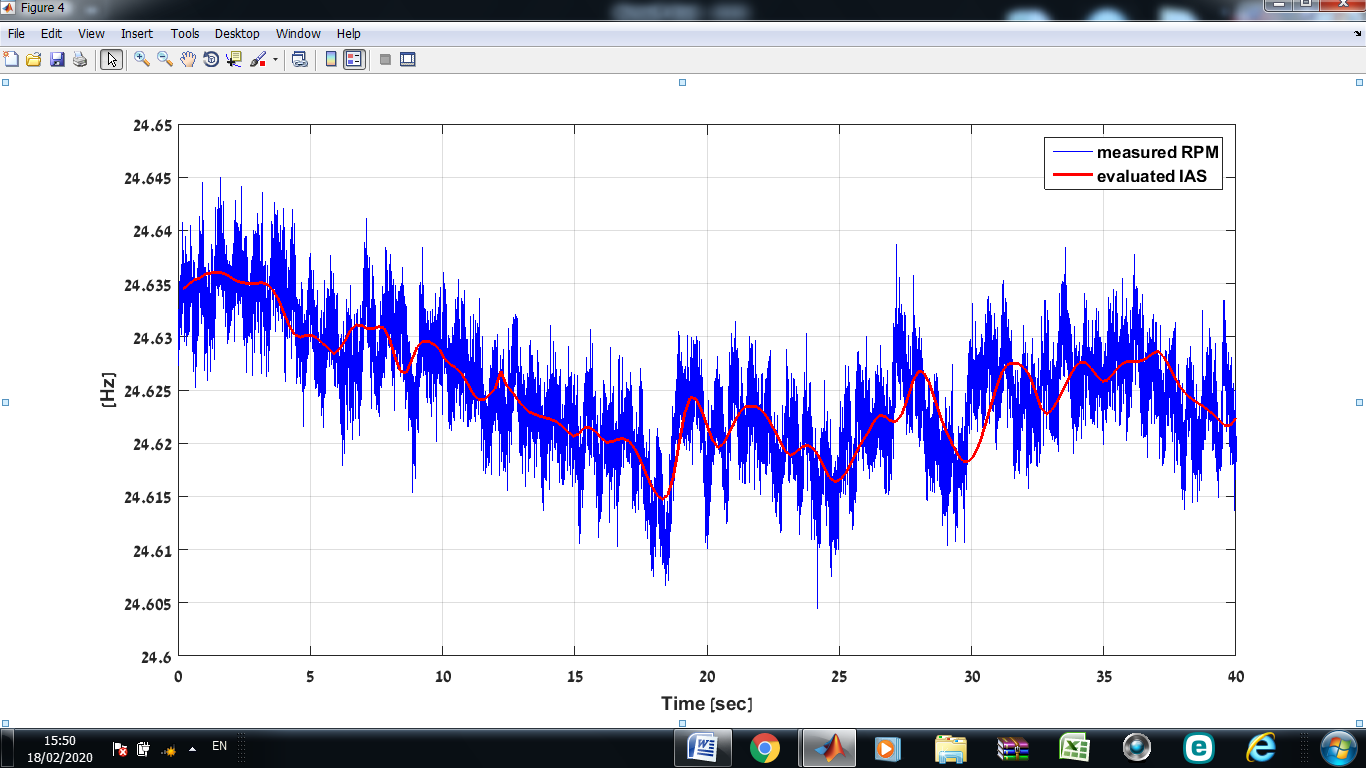 Figure 4
File Edit View Insert Tools Desktop Window Help
24.65
24.645
24.64
24.635
24.63
24.625
24.62
24.615
24.61
24.605
24.6
[Hz]
measured RPM
evaluated IAS
0 5 10 15 20 25 30 35 40
Time [sec]
15:50
18/02/2020
EN